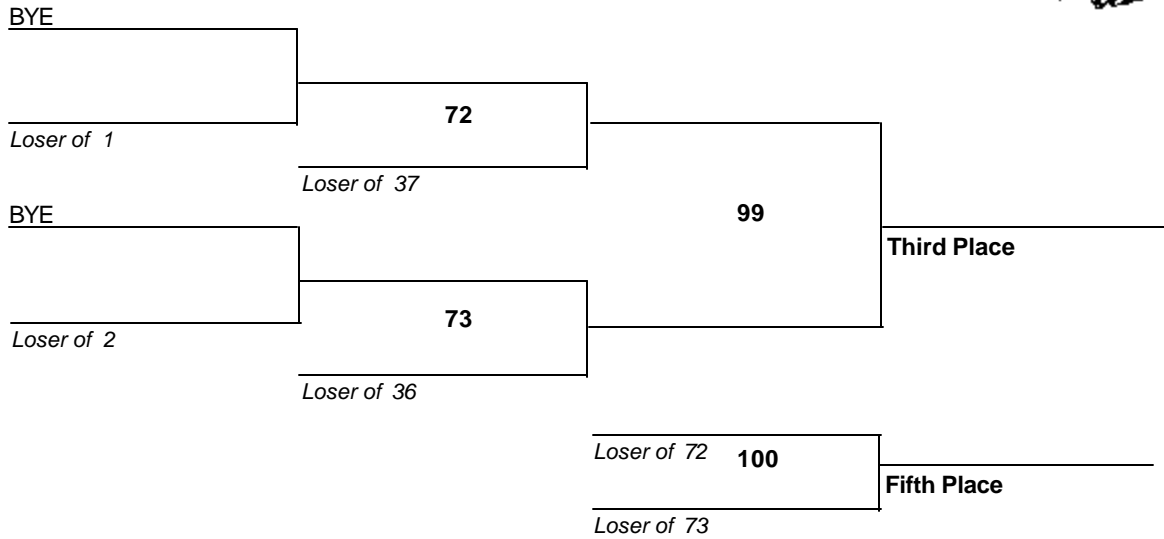 BYE
72
Loser of 1
Loser of 37
BYE
99
Third Place
73
Loser of 2
Loser of 36
Loser of 72
100
Fifth Place
Loser of 73